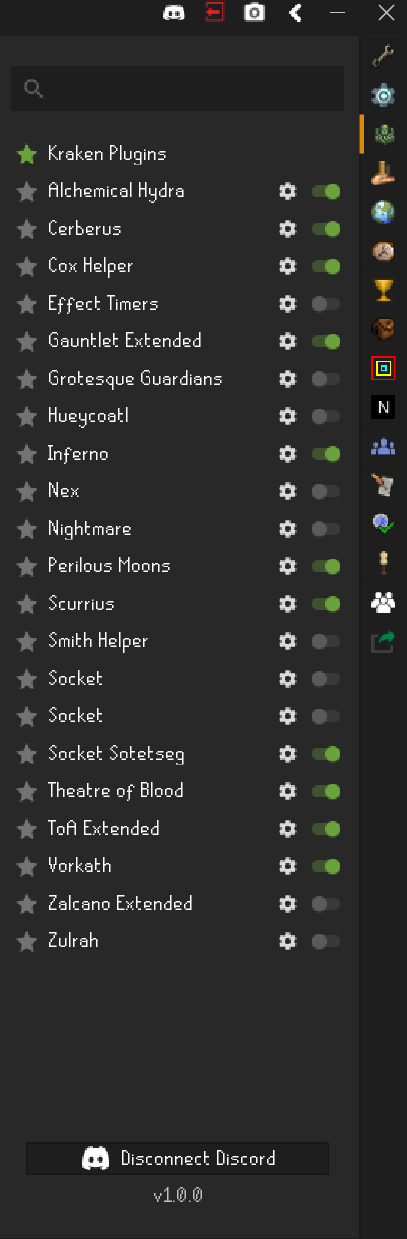 Kraken Plugins
Alchemical Hydra
Cerberus
Cox Helper
Effect Timers
Gauntlet Extended
Grotesque Guardians
Hueycoatl
Inferno
Nex
Nightmare
Perilous Moons
Scurrius
Smith Helper
Socket
Socket
Socket Sotetseg
Theatre of Blood
ToA Extended
Vorkath
Zalcano Extended
Zulrah
Disconnect Discord
v1.0.0
N